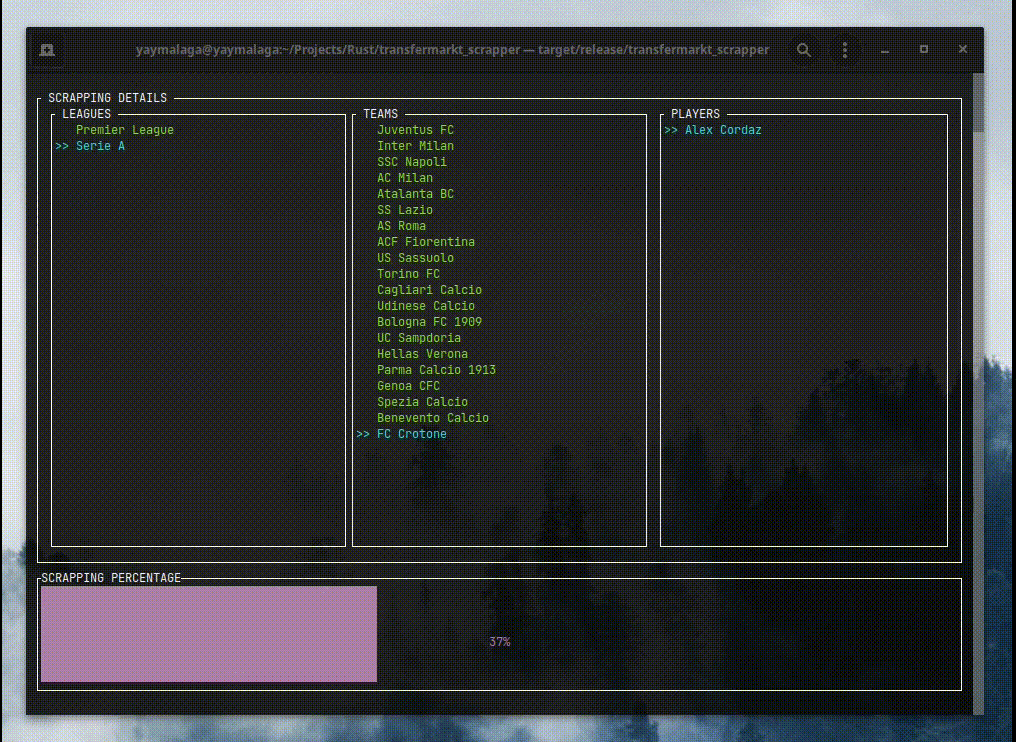 yaymalaga@yaymalaga:~/Projects/Rust/transfermarkt_scrapper — target/release/transfermarkt_scrapper
SCRAPPING DETAILS
LEAGUES
Premier League
>> Serie A
TEAMS
Juventus FC
Inter Milan
SSC Napoli
AC Milan
Atalanta BC
SS Lazio
AS Roma
ACF Fiorentina
US Sassuolo
Torino FC
Cagliari Calcio
Udinese Calcio
Bologna FC 1909
UC Sampdoria
Hellas Verona
Parma Calcio 1913
Genoa CFC
Spezia Calcio
Benevento Calcio
>> FC Crotone
PLAYERS
>> Alex Cordaz
SCRAPPING PERCENTAGE
37%